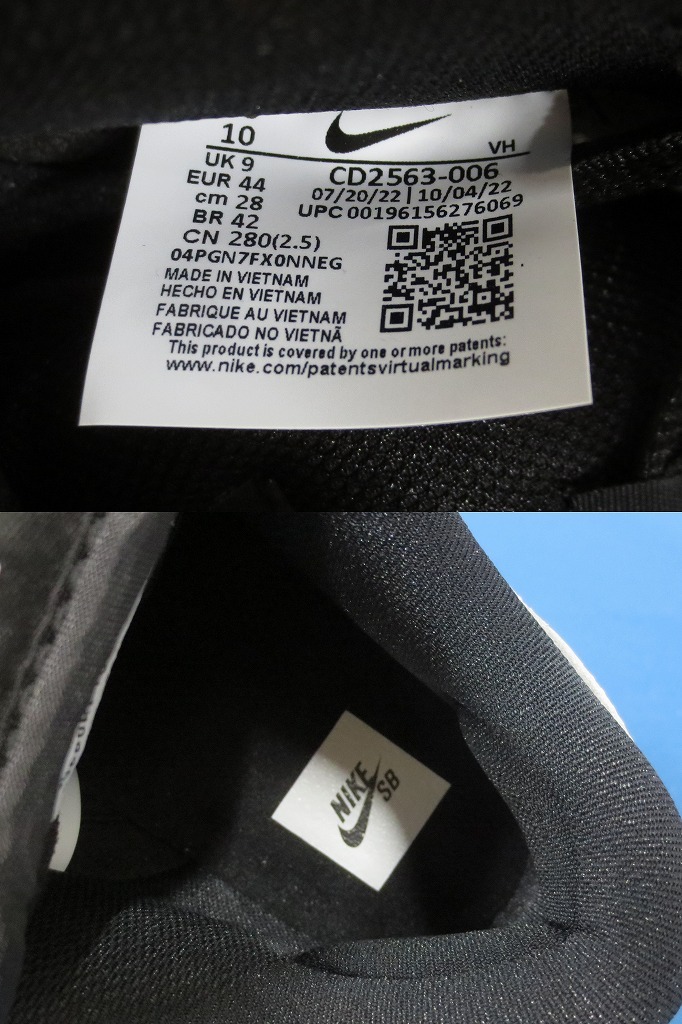 10
UK 9
EUR 44
cm 28
BR 42
CN 280(2.5)
04PGN7FX0NNEG
VH
CD2563-006
07/20/22 | 10/04/22
UPC 00196156276069
MADE IN VIETNAM
HECHO EN VIETNAM
FABRIQUE AU VIETNAM
FABRICADO NO VIETNÃ
This product is covered by one or more patents:
www.nike.com/patentsvirtualmarking
NIKE
SB